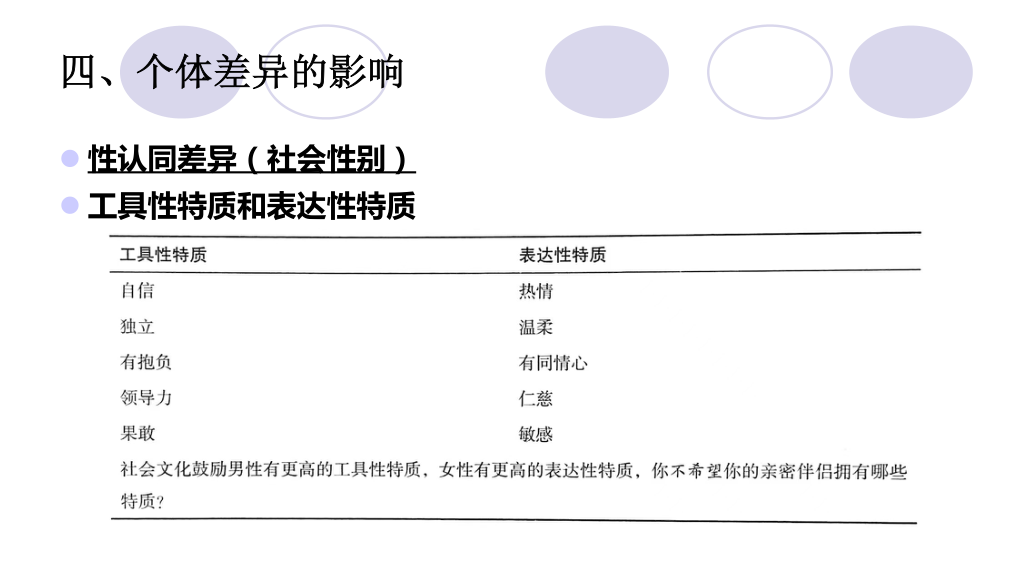 四、个体差异的影响
性认同差异（社会性别）
工具性特质和表达性特质
工具性特质 表达性特质
自信 热情
独立 温柔
有抱负 有同情心
领导力 仁慈
果敢 敏感
社会文化鼓励男性有更高的工具性特质，女性有更高的表达性特质，你不希望你的亲密伴侣拥有哪些
特质？